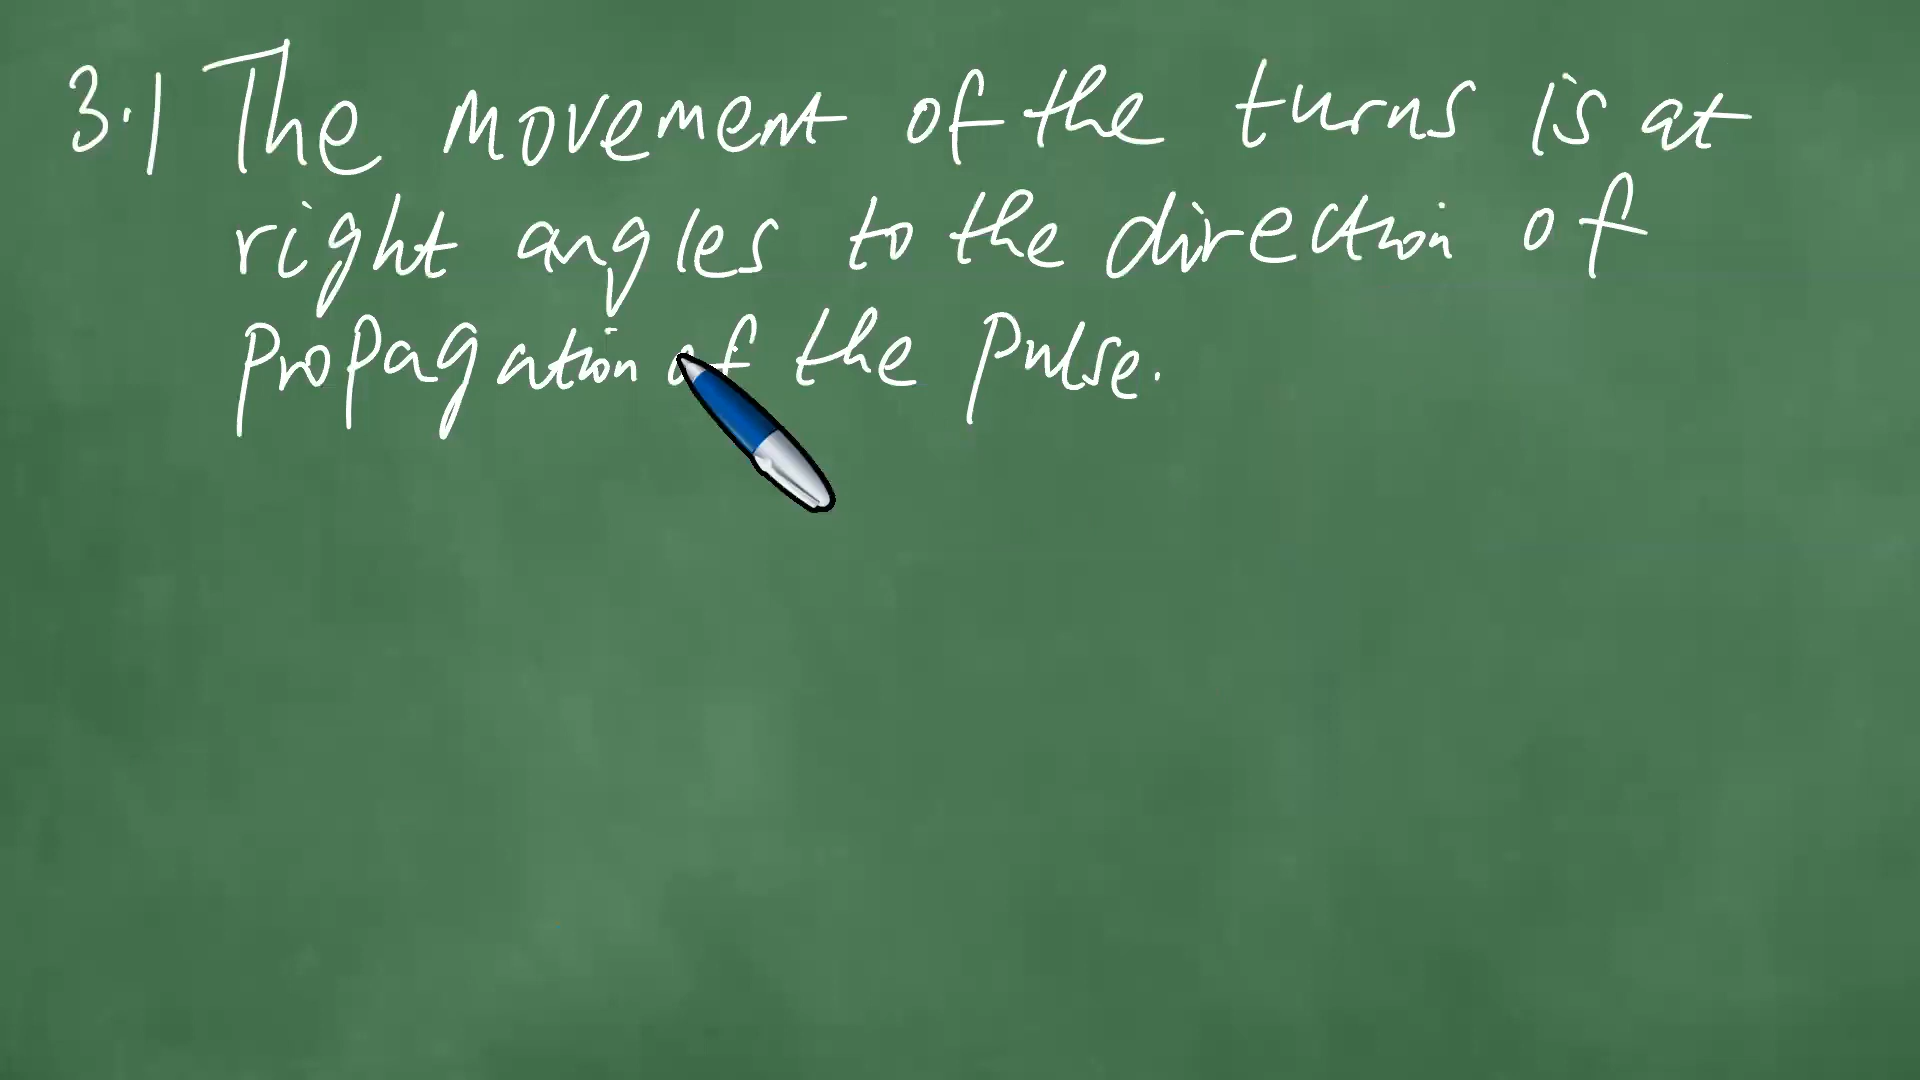 3.1 The movement of the turns is at
right angles to the direction of
propagation of the pulse.